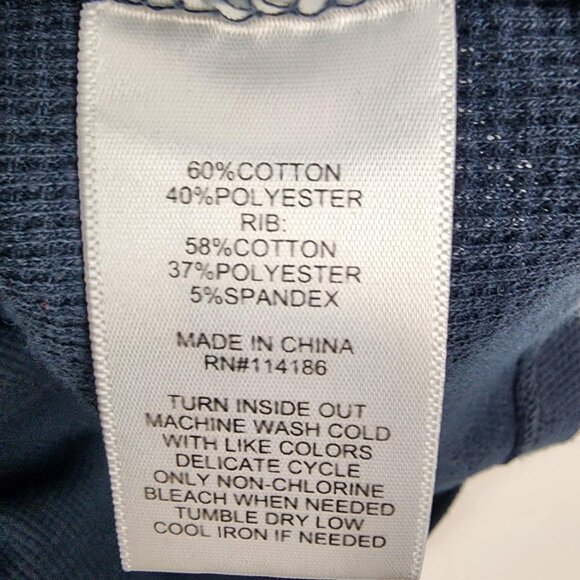 60%COTTON
40%POLYESTER
RIB:
58%COTTON
37%POLYESTER
5%SPANDEX
MADE IN CHINA
RN#114186
TURN INSIDE OUT
MACHINE WASH COLD
WITH LIKE COLORS
DELICATE CYCLE
ONLY NON-CHLORINE
BLEACH WHEN NEEDED
TUMBLE DRY LOW
COOL IRON IF NEEDED